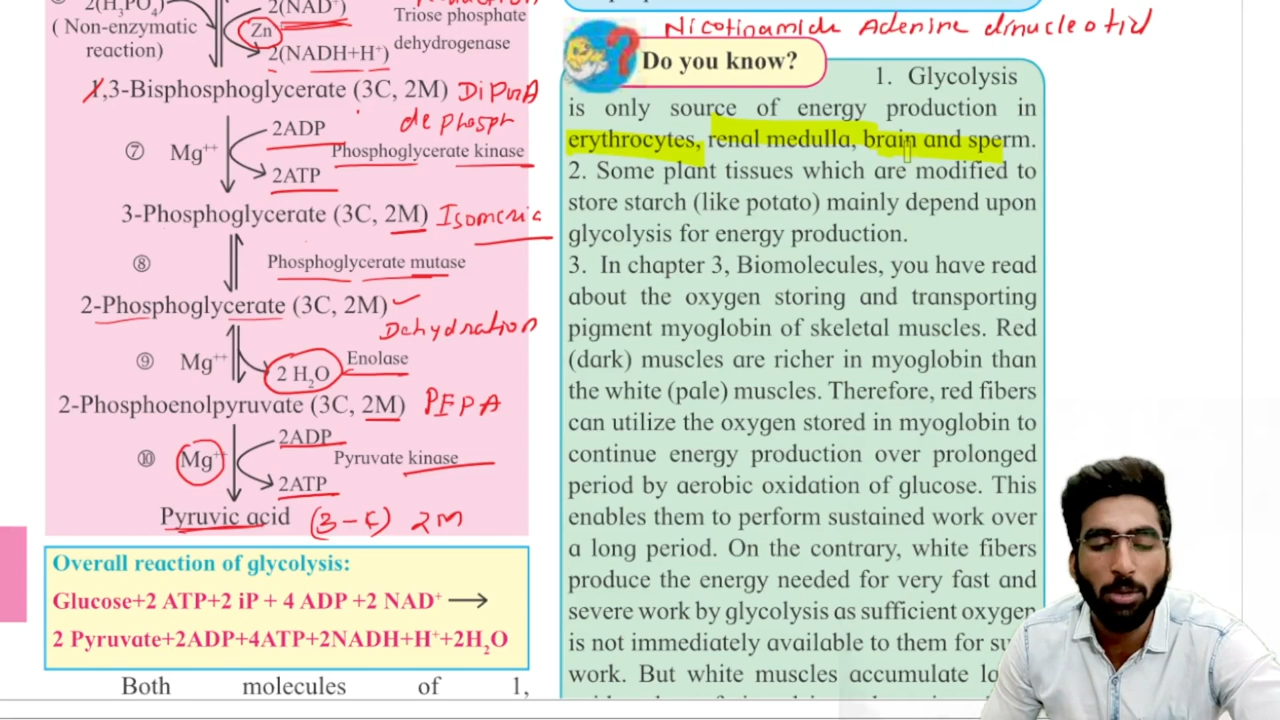 2(H₃PO₄)
2(NAD⁺)
Triose phosphate
( Non-enzymatic
Zn
dehydrogenase
reaction)
2(NADH+H⁺)
1,3-Bisphosphoglycerate (3C, 2M) DiPGA
dephosph
2ADP
⑦ Mg⁺⁺
Phosphoglycerate kinase
2ATP
3-Phosphoglycerate (3C, 2M)
⑧ Phosphoglycerate mutase
2-Phosphoglycerate (3C, 2M)
Dehydration
⑨ Mg⁺⁺ Enolase
2 H₂O
2-Phosphoenolpyruvate (3C, 2M) PEPA
2ADP
⑩ Mg⁺⁺ Pyruvate kinase
2ATP
Pyruvic acid (3-C) 2M
Overall reaction of glycolysis:
Glucose+2 ATP+2 iP + 4 ADP +2 NAD⁺ ⟶
2 Pyruvate+2ADP+4ATP+2NADH+H⁺+2H₂O
Both molecules of 1,
Nicotinamide Adenine dinucleotid
Do you know?
1. Glycolysis
is only source of energy production in
erythrocytes, renal medulla, brain and sperm.
2. Some plant tissues which are modified to
store starch (like potato) mainly depend upon
glycolysis for energy production.
3. In chapter 3, Biomolecules, you have read
about the oxygen storing and transporting
pigment myoglobin of skeletal muscles. Red
(dark) muscles are richer in myoglobin than
the white (pale) muscles. Therefore, red fibers
can utilize the oxygen stored in myoglobin to
continue energy production over prolonged
period by aerobic oxidation of glucose. This
enables them to perform sustained work over
a long period. On the contrary, white fibers
produce the energy needed for very fast and
severe work by glycolysis as sufficient oxygen
is not immediately available to them for su
work. But white muscles accumulate lo